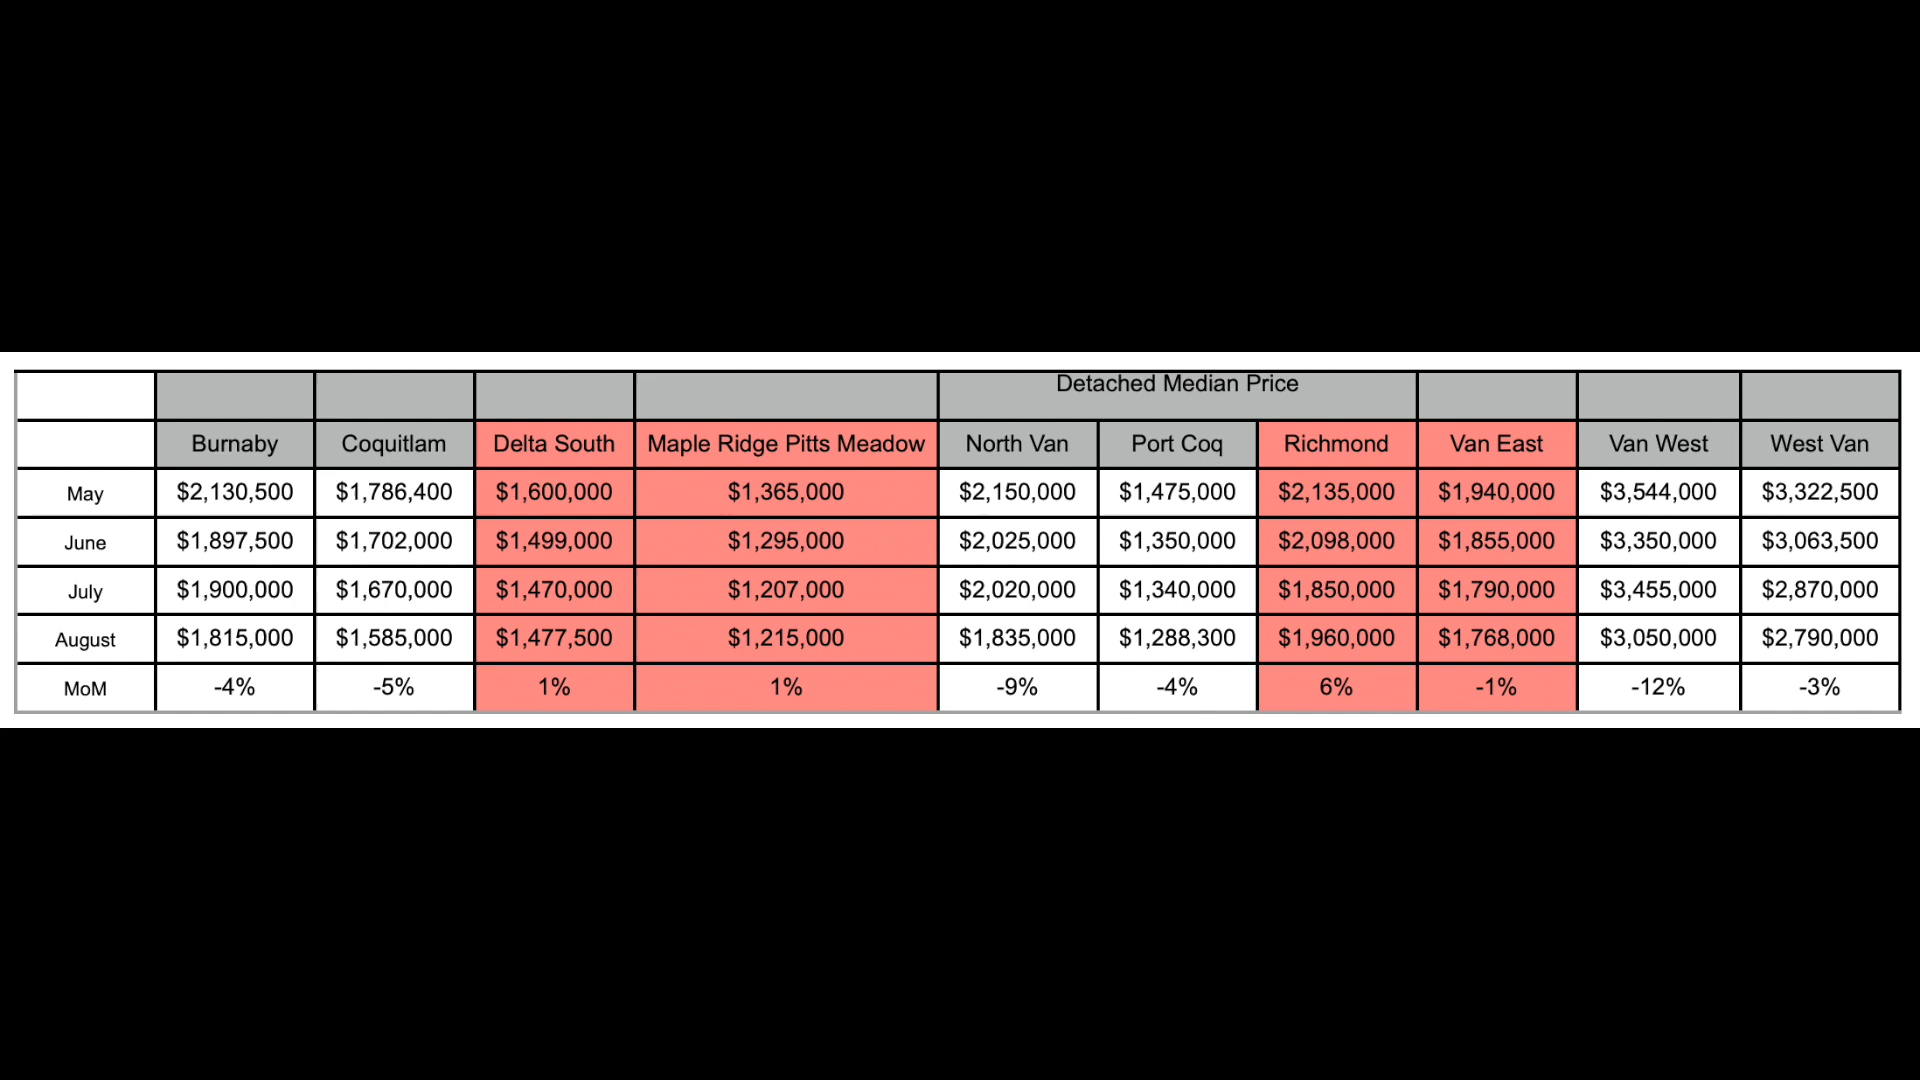 Detached Median Price
Burnaby Coquitlam Delta South Maple Ridge Pitts Meadow North Van Port Coq Richmond Van East Van West West Van
May $2,130,500 $1,786,400 $1,600,000 $1,365,000 $2,150,000 $1,475,000 $2,135,000 $1,940,000 $3,544,000 $3,322,500
June $1,897,500 $1,702,000 $1,499,000 $1,295,000 $2,025,000 $1,350,000 $2,098,000 $1,855,000 $3,350,000 $3,063,500
July $1,900,000 $1,670,000 $1,470,000 $1,207,000 $2,020,000 $1,340,000 $1,850,000 $1,790,000 $3,455,000 $2,870,000
August $1,815,000 $1,585,000 $1,477,500 $1,215,000 $1,835,000 $1,288,300 $1,960,000 $1,768,000 $3,050,000 $2,790,000
MoM -4% -5% 1% 1% -9% -4% 6% -1% -12% -3%